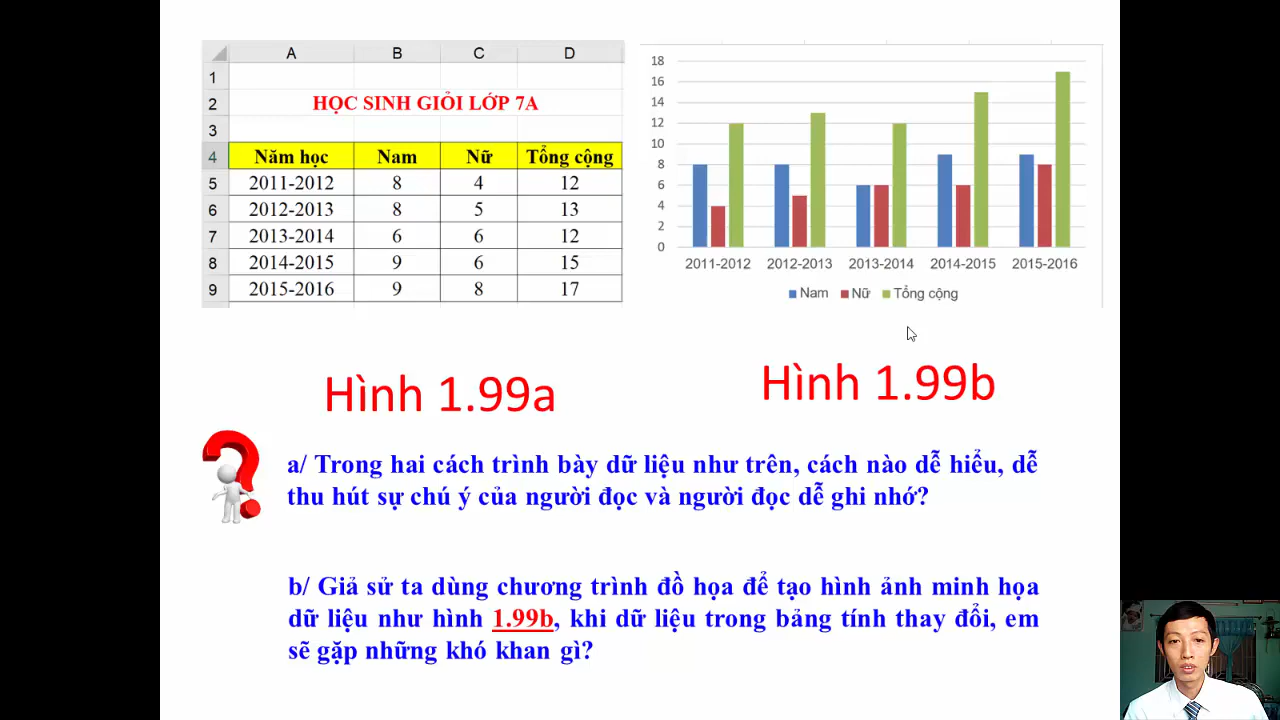 A B C D
1
2 HỌC SINH GIỎI LỚP 7A
3
4 Năm học Nam Nữ Tổng cộng
5 2011-2012 8 4 12
6 2012-2013 8 5 13
7 2013-2014 6 6 12
8 2014-2015 9 6 15
9 2015-2016 9 8 17
18
16
14
12
10
8
6
4
2
0
2011-2012 2012-2013 2013-2014 2014-2015 2015-2016
Nam Nữ Tổng cộng
Hình 1.99a
Hình 1.99b
a/ Trong hai cách trình bày dữ liệu như trên, cách nào dễ hiểu, dễ
thu hút sự chú ý của người đọc và người đọc dễ ghi nhớ?
b/ Giả sử ta dùng chương trình đồ họa để tạo hình ảnh minh họa
dữ liệu như hình 1.99b, khi dữ liệu trong bảng tính thay đổi, em
sẽ gặp những khó khan gì?